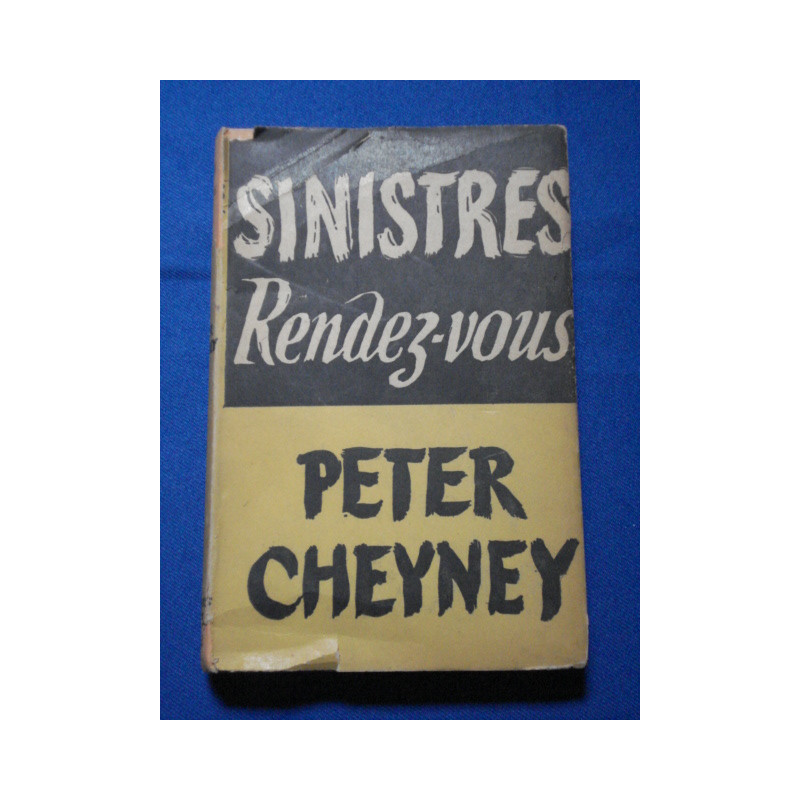 SINISTRES
Rendez-vous
PETER
CHEYNEY